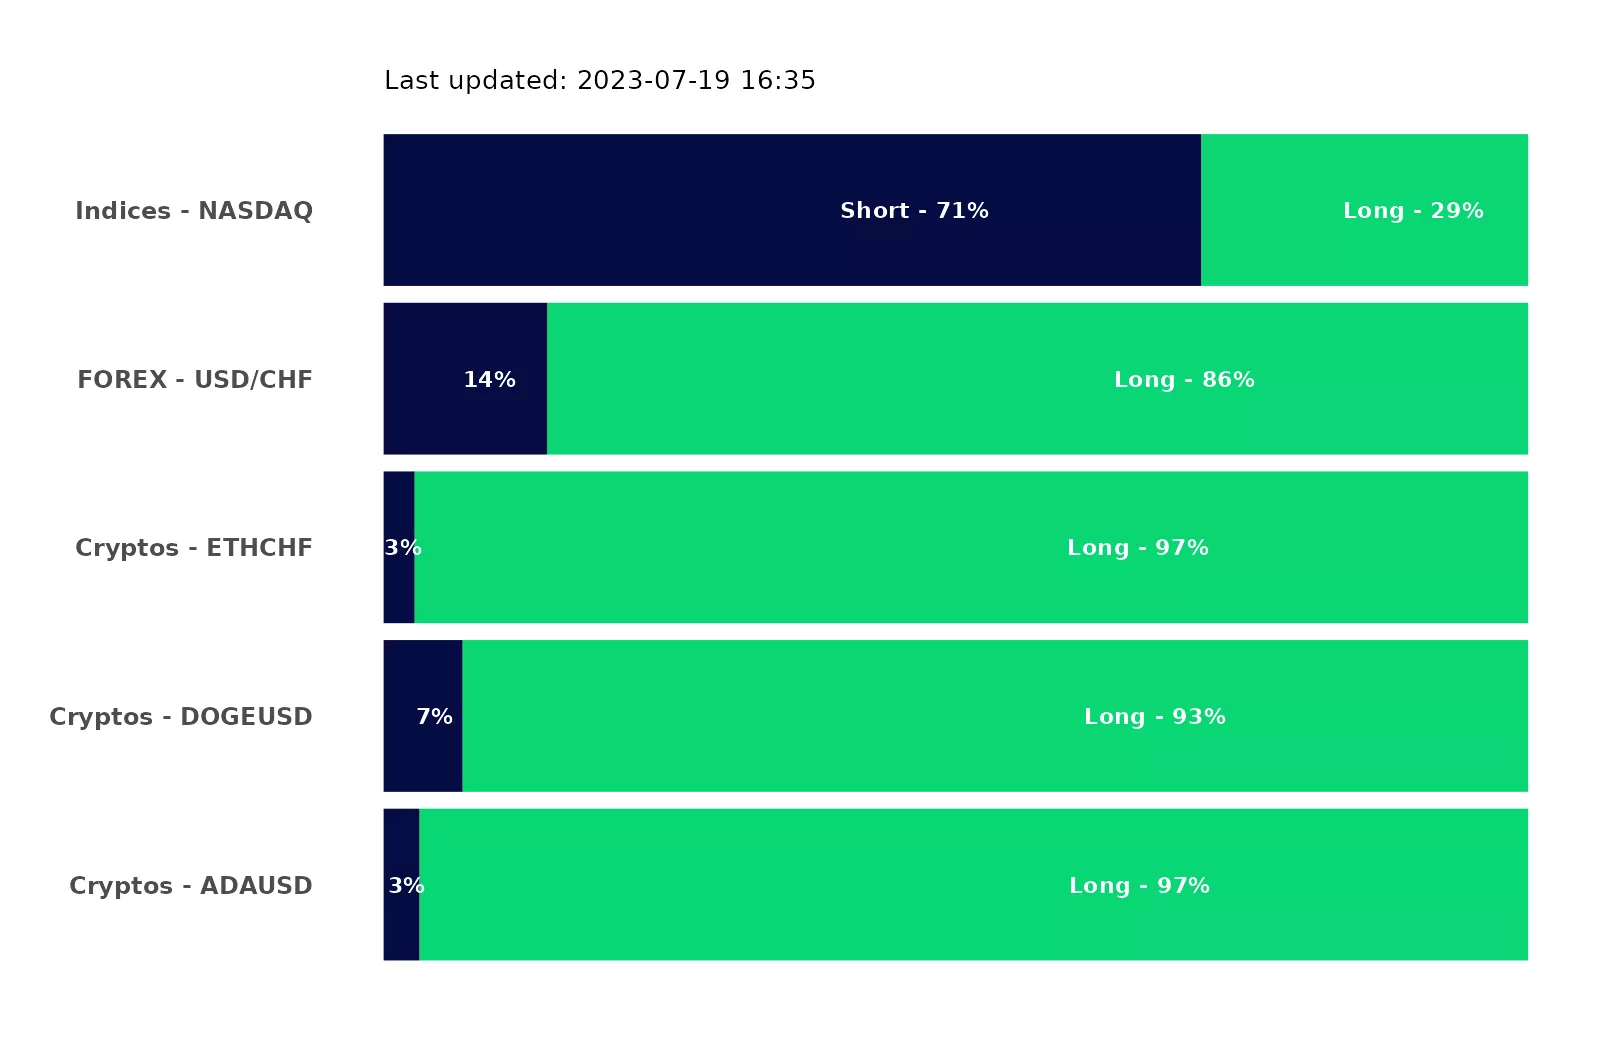 Last updated: 2023-07-19 16:35
Indices - NASDAQ Short - 71% Long - 29%
FOREX - USD/CHF 14% Long - 86%
Cryptos - ETHCHF 3% Long - 97%
Cryptos - DOGEUSD 7% Long - 93%
Cryptos - ADAUSD 3% Long - 97%